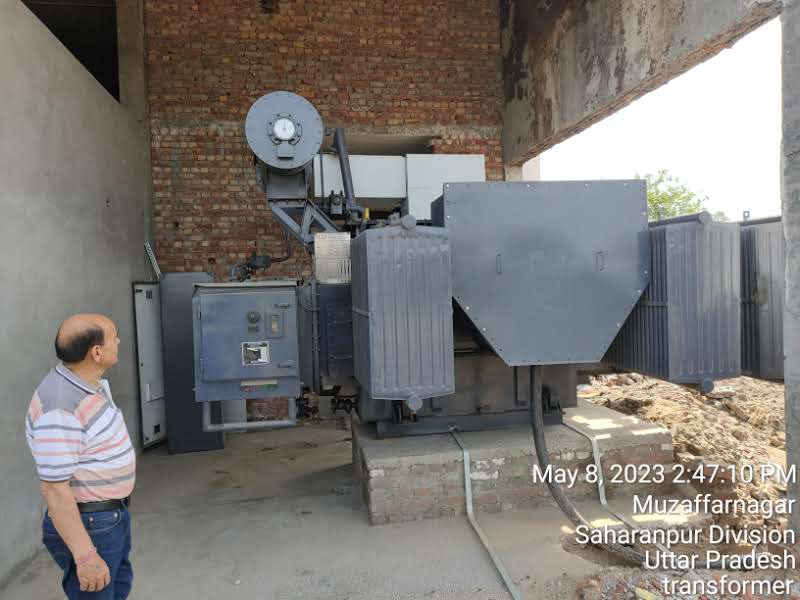 May 8, 2023 2:47:10 PM
Muzaffarnagar
Saharanpur Division
Uttar Pradesh
transformer